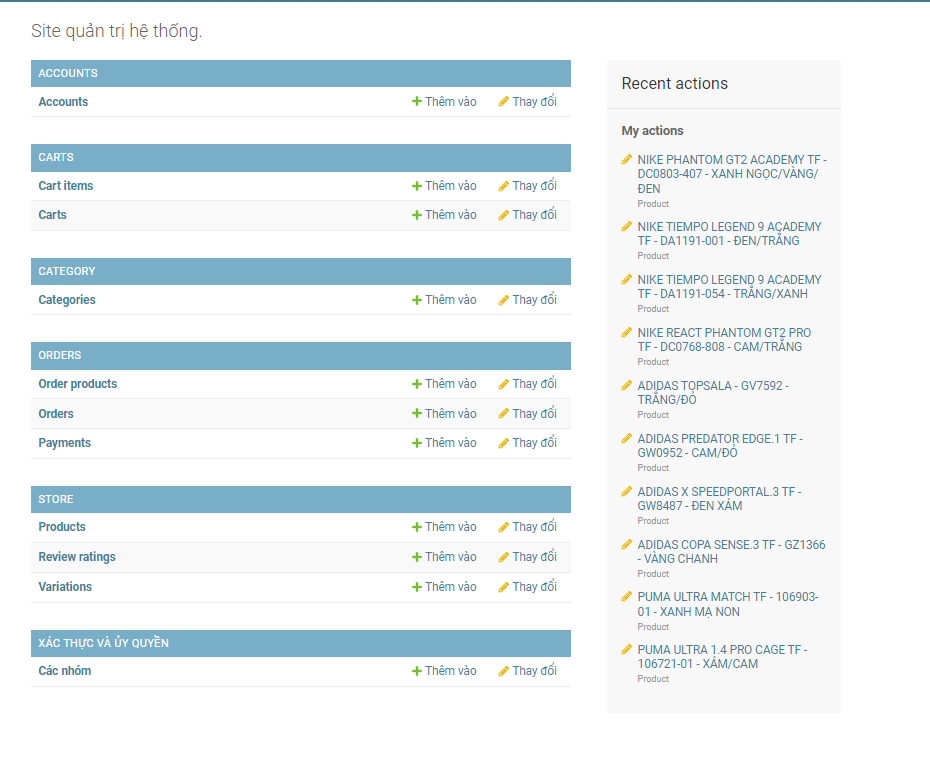 Site quản trị hệ thống.
ACCOUNTS
Accounts Thêm vào Thay đổi
CARTS
Cart items Thêm vào Thay đổi
Carts Thêm vào Thay đổi
CATEGORY
Categories Thêm vào Thay đổi
ORDERS
Order products Thêm vào Thay đổi
Orders Thêm vào Thay đổi
Payments Thêm vào Thay đổi
STORE
Products Thêm vào Thay đổi
Review ratings Thêm vào Thay đổi
Variations Thêm vào Thay đổi
XÁC THỰC VÀ ỦY QUYỀN
Các nhóm Thêm vào Thay đổi
Recent actions
My actions
NIKE PHANTOM GT2 ACADEMY TF -
DC0803-407 - XANH NGỌC/VÀNG/
ĐEN
Product
NIKE TIEMPO LEGEND 9 ACADEMY
TF - DA1191-001 - ĐEN/TRẮNG
Product
NIKE TIEMPO LEGEND 9 ACADEMY
TF - DA1191-054 - TRẮNG/XANH
Product
NIKE REACT PHANTOM GT2 PRO
TF - DC0768-808 - CAM/TRẮNG
Product
ADIDAS TOPSALA - GV7592 -
TRẮNG/ĐỎ
Product
ADIDAS PREDATOR EDGE.1 TF -
GW0952 - CAM/ĐỎ
Product
ADIDAS X SPEEDPORTAL.3 TF -
GW8487 - ĐEN XÁM
Product
ADIDAS COPA SENSE.3 TF - GZ1366
- VÀNG CHANH
Product
PUMA ULTRA MATCH TF - 106903-
01 - XANH MẠ NON
Product
PUMA ULTRA 1.4 PRO CAGE TF -
106721-01 - XÁM/CAM
Product